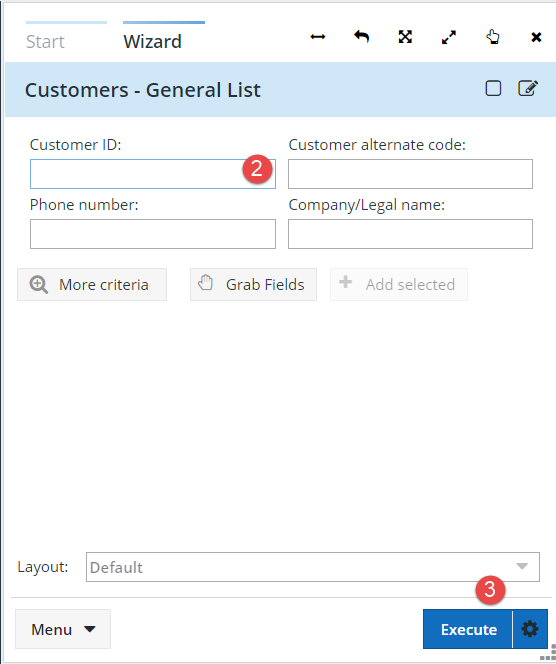 Start Wizard
Customers - General List
Customer ID: Customer alternate code:
2
Phone number: Company/Legal name:
More criteria Grab Fields Add selected
Layout: Default
3
Menu Execute